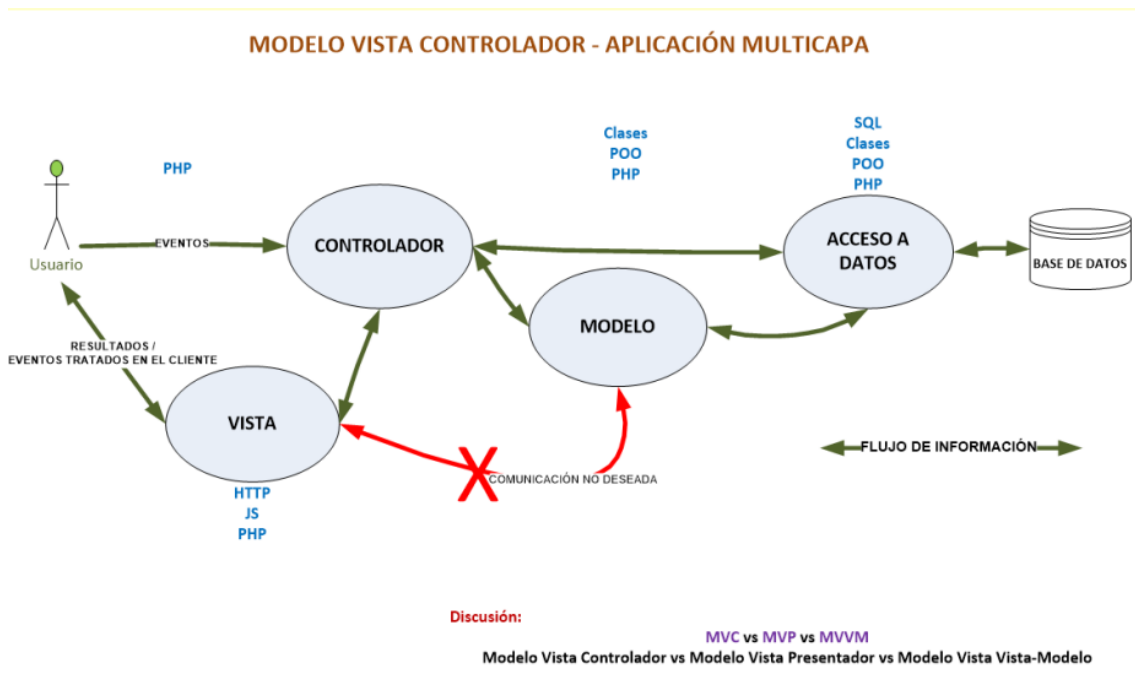 MODELO VISTA CONTROLADOR - APLICACIÓN MULTICAPA
PHP
Clases
POO
PHP
SQL
Clases
POO
PHP
Usuario
EVENTOS
CONTROLADOR
ACCESO A
DATOS
BASE DE DATOS
MODELO
RESULTADOS /
EVENTOS TRATADOS EN EL CLIENTE
VISTA
HTTP
JS
PHP
X
COMUNICACIÓN NO DESEADA
FLUJO DE INFORMACIÓN
Discusión:
MVC vs MVP vs MVVM
Modelo Vista Controlador vs Modelo Vista Presentador vs Modelo Vista Vista-Modelo